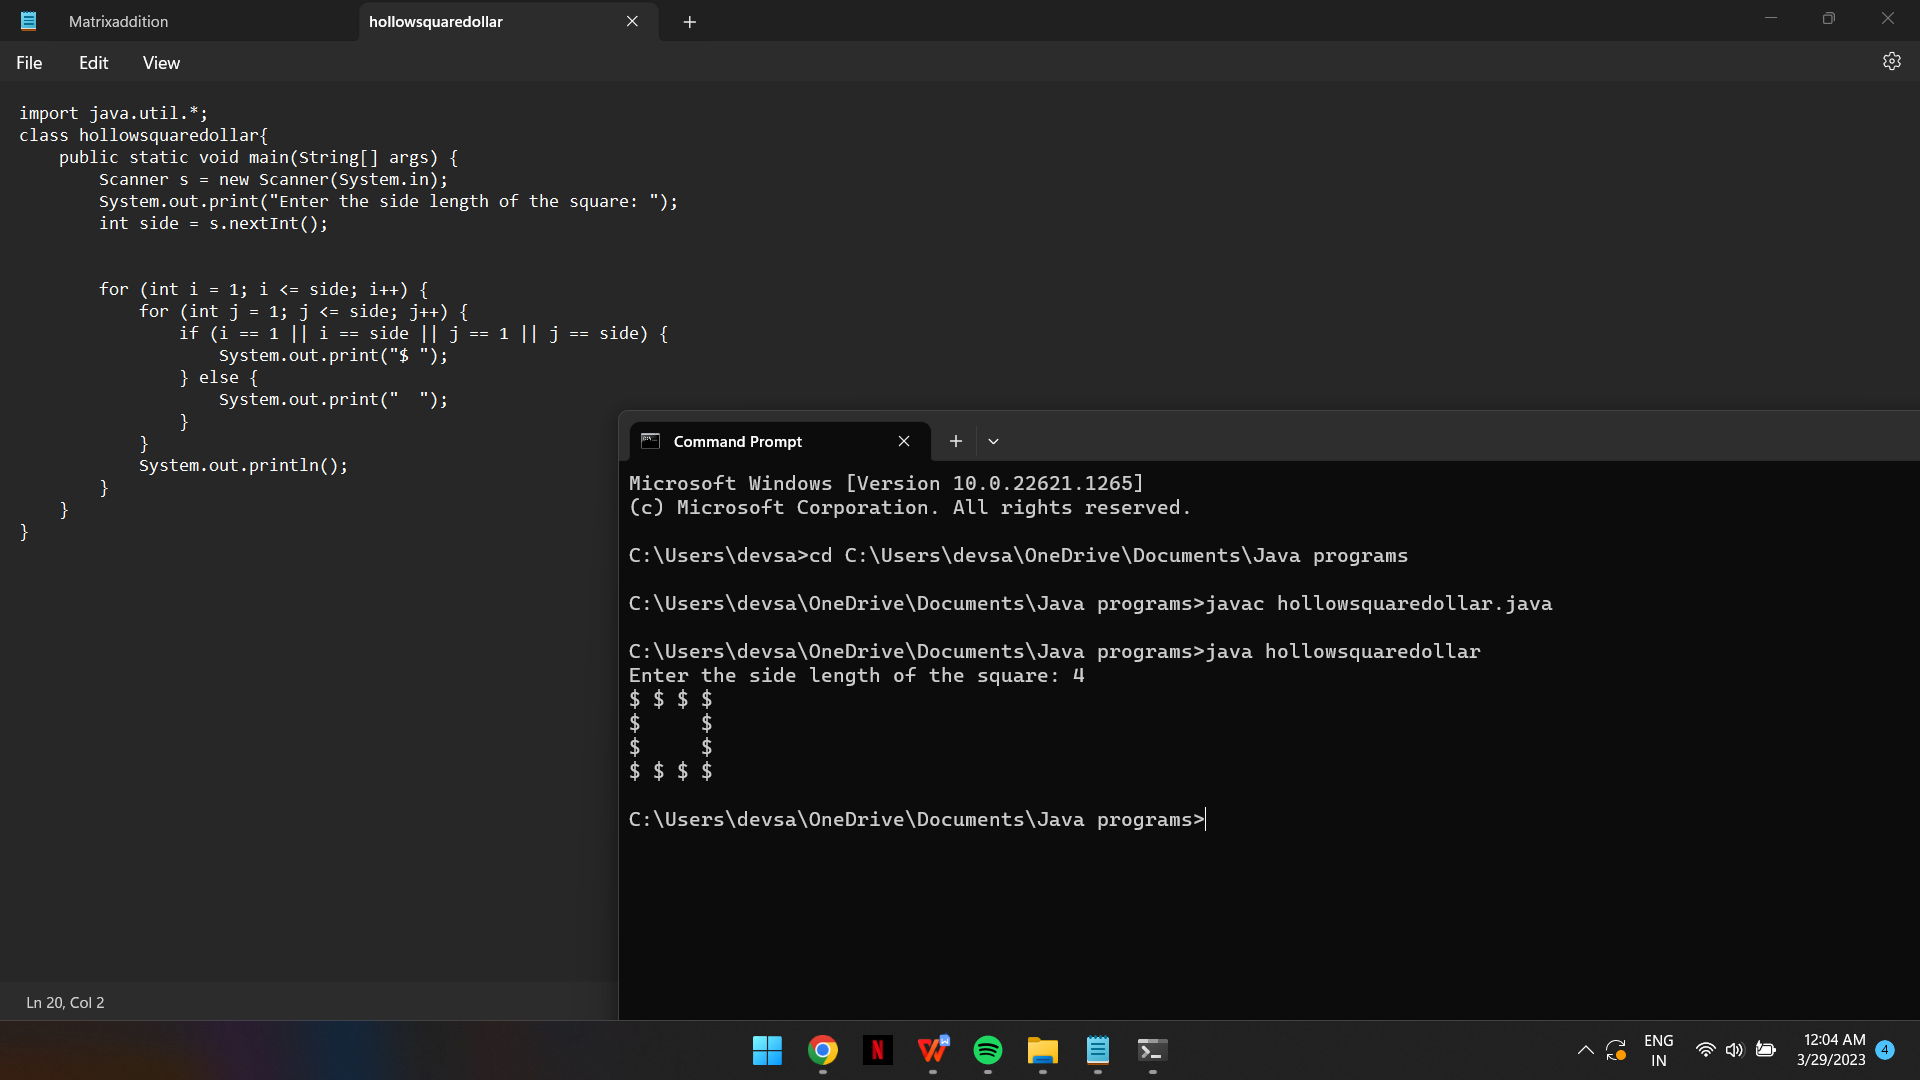 Matrixaddition
hollowsquaredollar
File Edit View
import java.util.*;
class hollowsquaredollar{
    public static void main(String[] args) {
        Scanner s = new Scanner(System.in);
        System.out.print("Enter the side length of the square: ");
        int side = s.nextInt();
        for (int i = 1; i <= side; i++) {
            for (int j = 1; j <= side; j++) {
                if (i == 1 || i == side || j == 1 || j == side) {
                    System.out.print("$ ");
                } else {
                    System.out.print("  ");
                }
            }
            System.out.println();
        }
    }
}
Command Prompt
Microsoft Windows [Version 10.0.22621.1265]
(c) Microsoft Corporation. All rights reserved.
C:\Users\devsa>cd C:\Users\devsa\OneDrive\Documents\Java programs
C:\Users\devsa\OneDrive\Documents\Java programs>javac hollowsquaredollar.java
C:\Users\devsa\OneDrive\Documents\Java programs>java hollowsquaredollar
Enter the side length of the square: 4
$ $ $ $
$     $
$     $
$ $ $ $
C:\Users\devsa\OneDrive\Documents\Java programs>
Ln 20, Col 2
N
W
ENG
IN
12:04 AM
3/29/2023
4